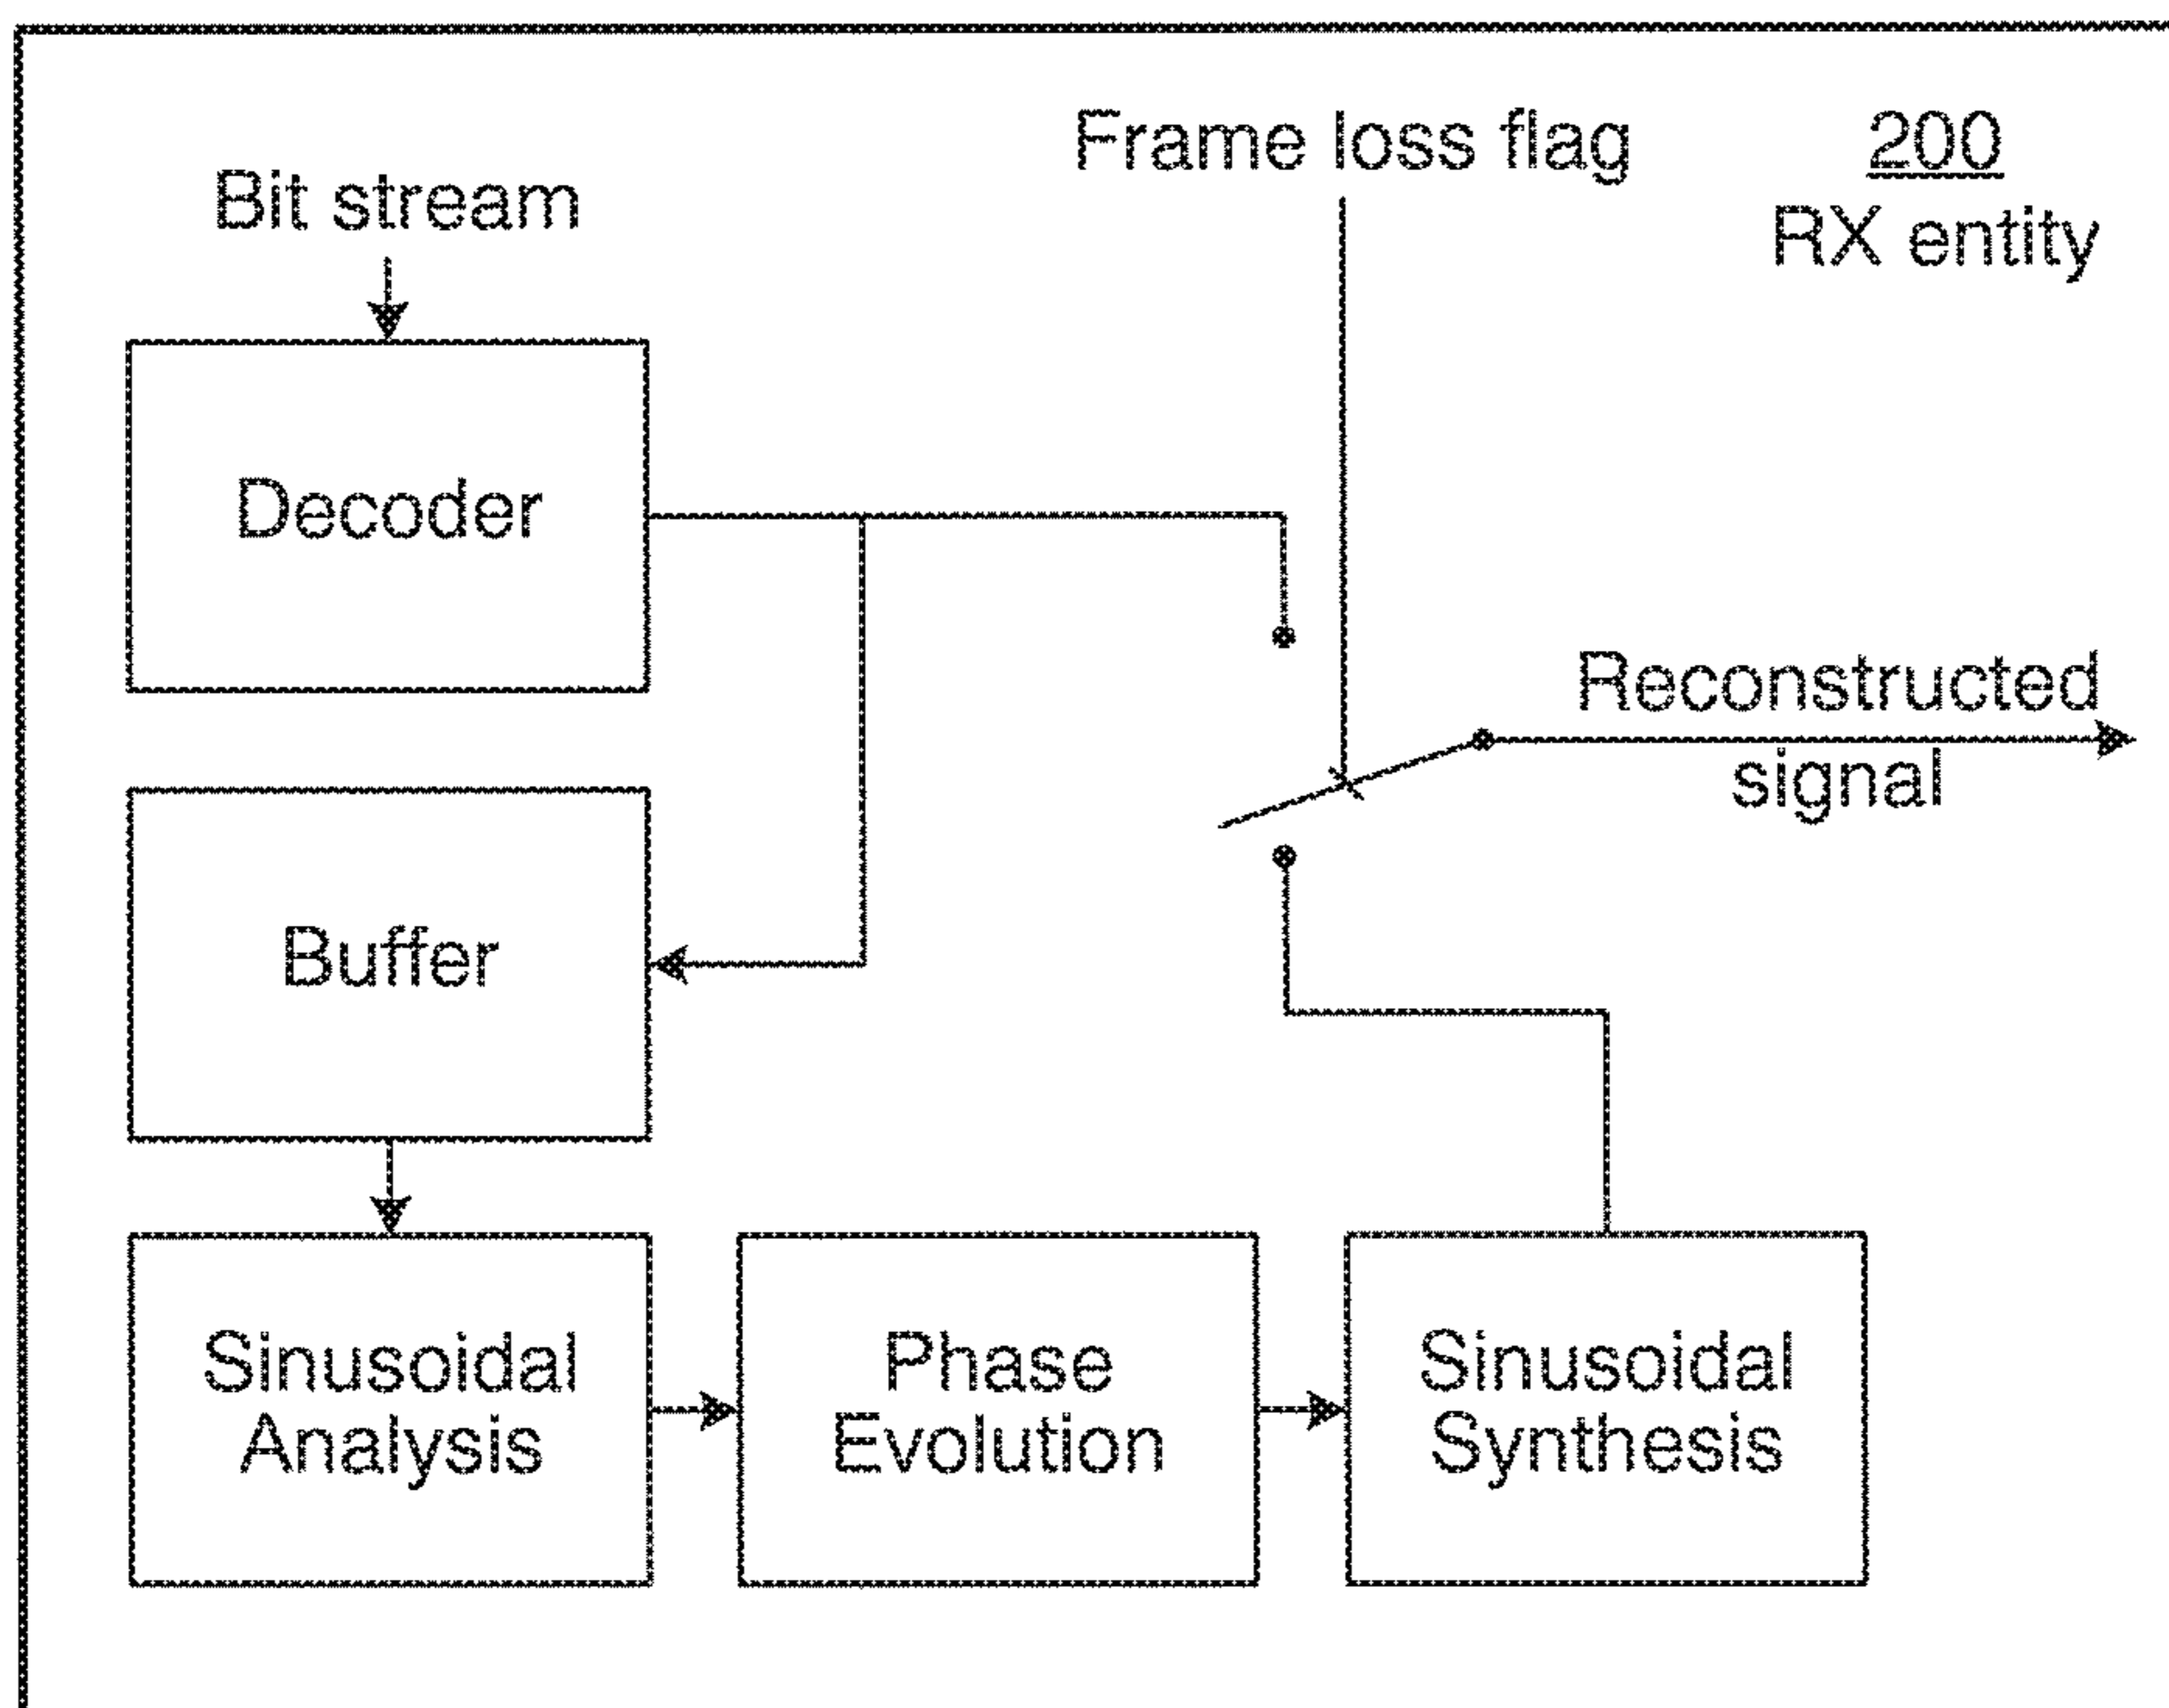 Frame loss flag
200
RX entity
Bit stream
Decoder
Reconstructed
signal
Buffer
Sinusoidal
Analysis
Phase
Evolution
Sinusoidal
Synthesis